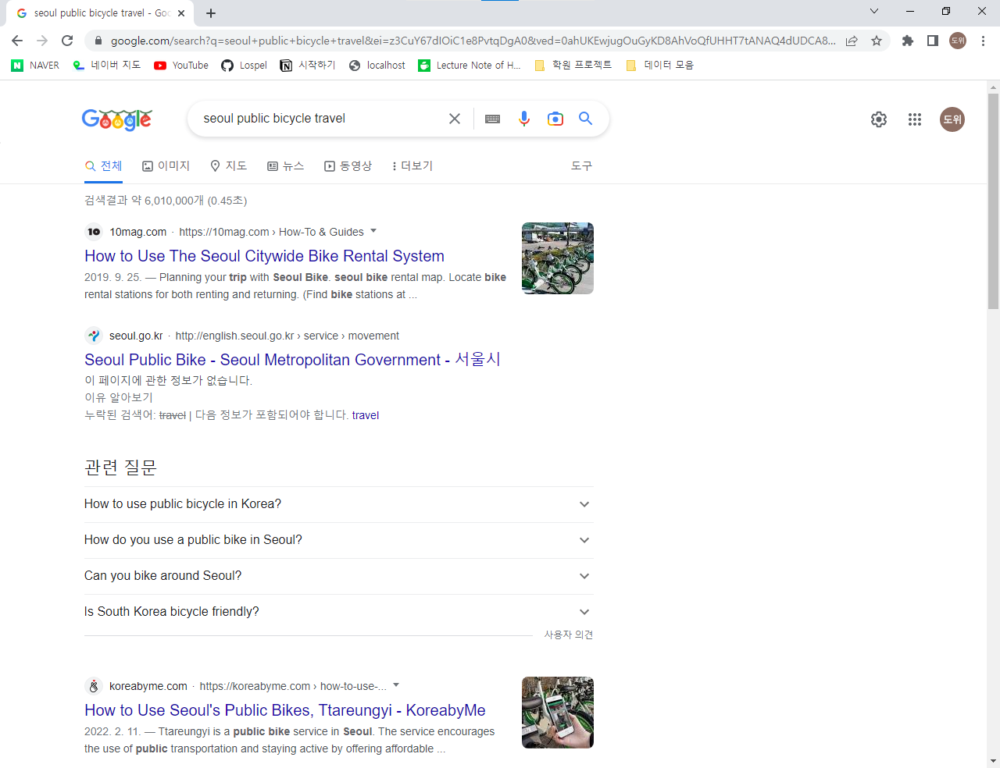 seoul public bicycle travel - Goo
google.com/search?q=seoul+public+bicycle+travel&ei=z3CuY67dIOiC1e8PvtqDgA0&ved=0ahUKEwjugOuGyKD8AhVoQfUHHT7tANAQ4dUDCA8...
도위
NAVER 네이버 지도 YouTube Lospel 시작하기 localhost Lecture Note of H... 학원 프로젝트 데이터 모음
Google seoul public bicycle travel 도위
전체 이미지 지도 뉴스 동영상 더보기 도구
검색결과 약 6,010,000개 (0.45초)
10 10mag.com · https://10mag.com › How-To & Guides
How to Use The Seoul Citywide Bike Rental System
2019. 9. 25. — Planning your trip with Seoul Bike. seoul bike rental map. Locate bike
rental stations for both renting and returning. (Find bike stations at ...
seoul.go.kr · http://english.seoul.go.kr › service › movement
Seoul Public Bike - Seoul Metropolitan Government - 서울시
이 페이지에 관한 정보가 없습니다.
이유 알아보기
누락된 검색어: travel | 다음 정보가 포함되어야 합니다. travel
관련 질문
How to use public bicycle in Korea?
How do you use a public bike in Seoul?
Can you bike around Seoul?
Is South Korea bicycle friendly?
사용자 의견
koreabyme.com · https://koreabyme.com › how-to-use-...
How to Use Seoul's Public Bikes, Ttareungyi - KoreabyMe
2022. 2. 11. — Ttareungyi is a public bike service in Seoul. The service encourages
the use of public transportation and staying active by offering affordable ...